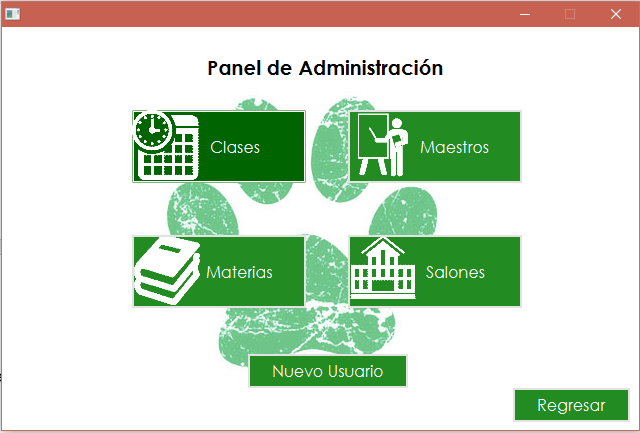 Panel de Administración
Clases
Maestros
Materias
Salones
Nuevo Usuario
Regresar